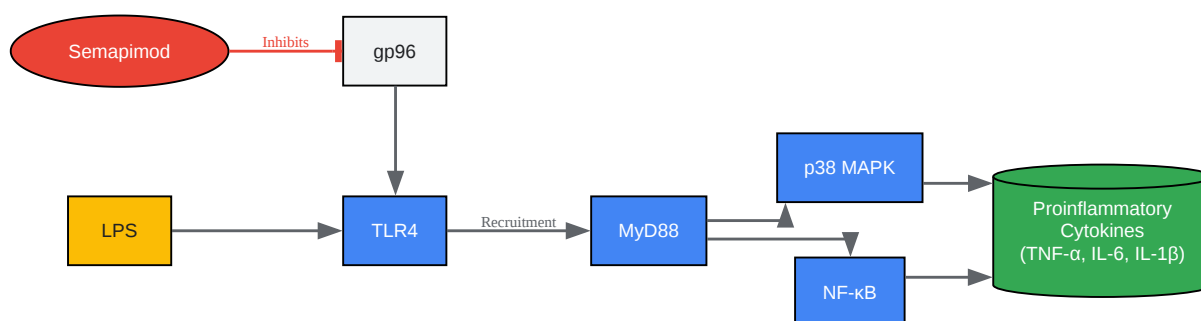 Semapimod
Inhibits
gp96
LPS
TLR4
Recruitment
MyD88
p38 MAPK
NF-κB
Proinflammatory
Cytokines
(TNF-α, IL-6, IL-1β)